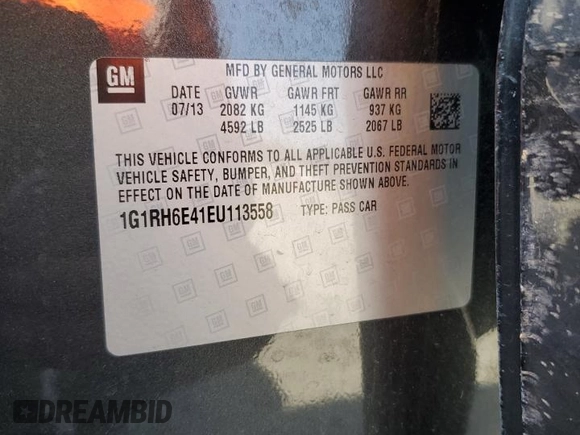 GM
MFD BY GENERAL MOTORS LLC
DATE GVWR GAWR FRT GAWR RR
07/13 2082 KG 1145 KG 937 KG
4592 LB 2525 LB 2067 LB
THIS VEHICLE CONFORMS TO ALL APPLICABLE U.S. FEDERAL MOTOR
VEHICLE SAFETY, BUMPER, AND THEFT PREVENTION STANDARDS IN
EFFECT ON THE DATE OF MANUFACTURE SHOWN ABOVE.
1G1RH6E41EU113558 TYPE: PASS CAR
DREAMBID